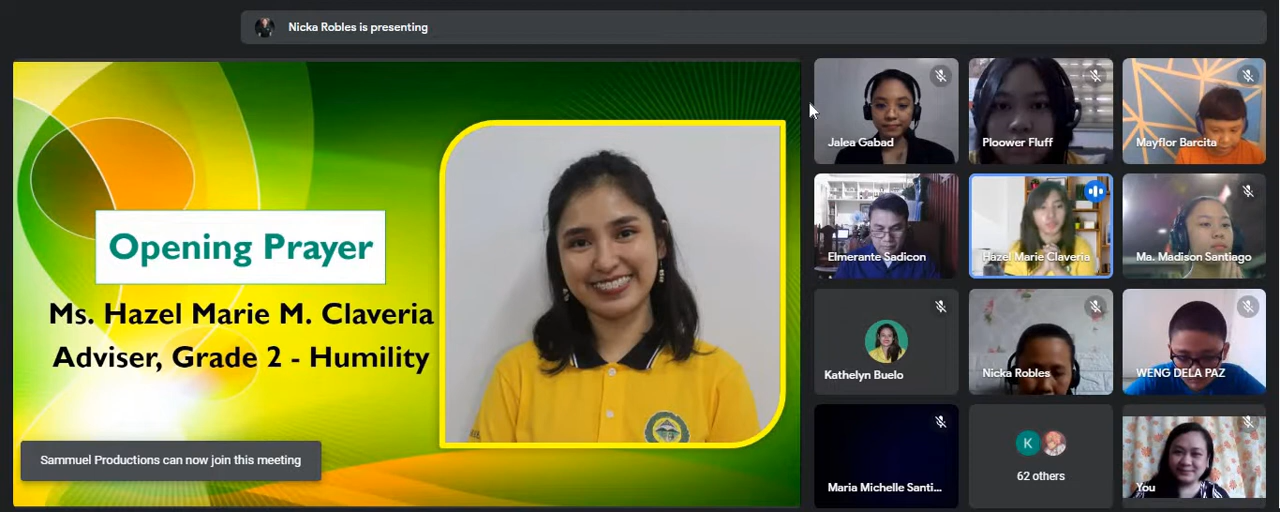 Nicka Robles is presenting
Opening Prayer
Ms. Hazel Marie M. Claveria
Adviser, Grade 2 - Humility
Sammuel Productions can now join this meeting
Jalea Gabad
Ploower Fluff
Mayflor Barcita
Elmerante Sadicon
Hazel Marie Claveria
Ma. Madison Santiago
Kathelyn Buelo
Nicka Robles
WENG DELA PAZ
Maria Michelle Santi...
K
62 others
You